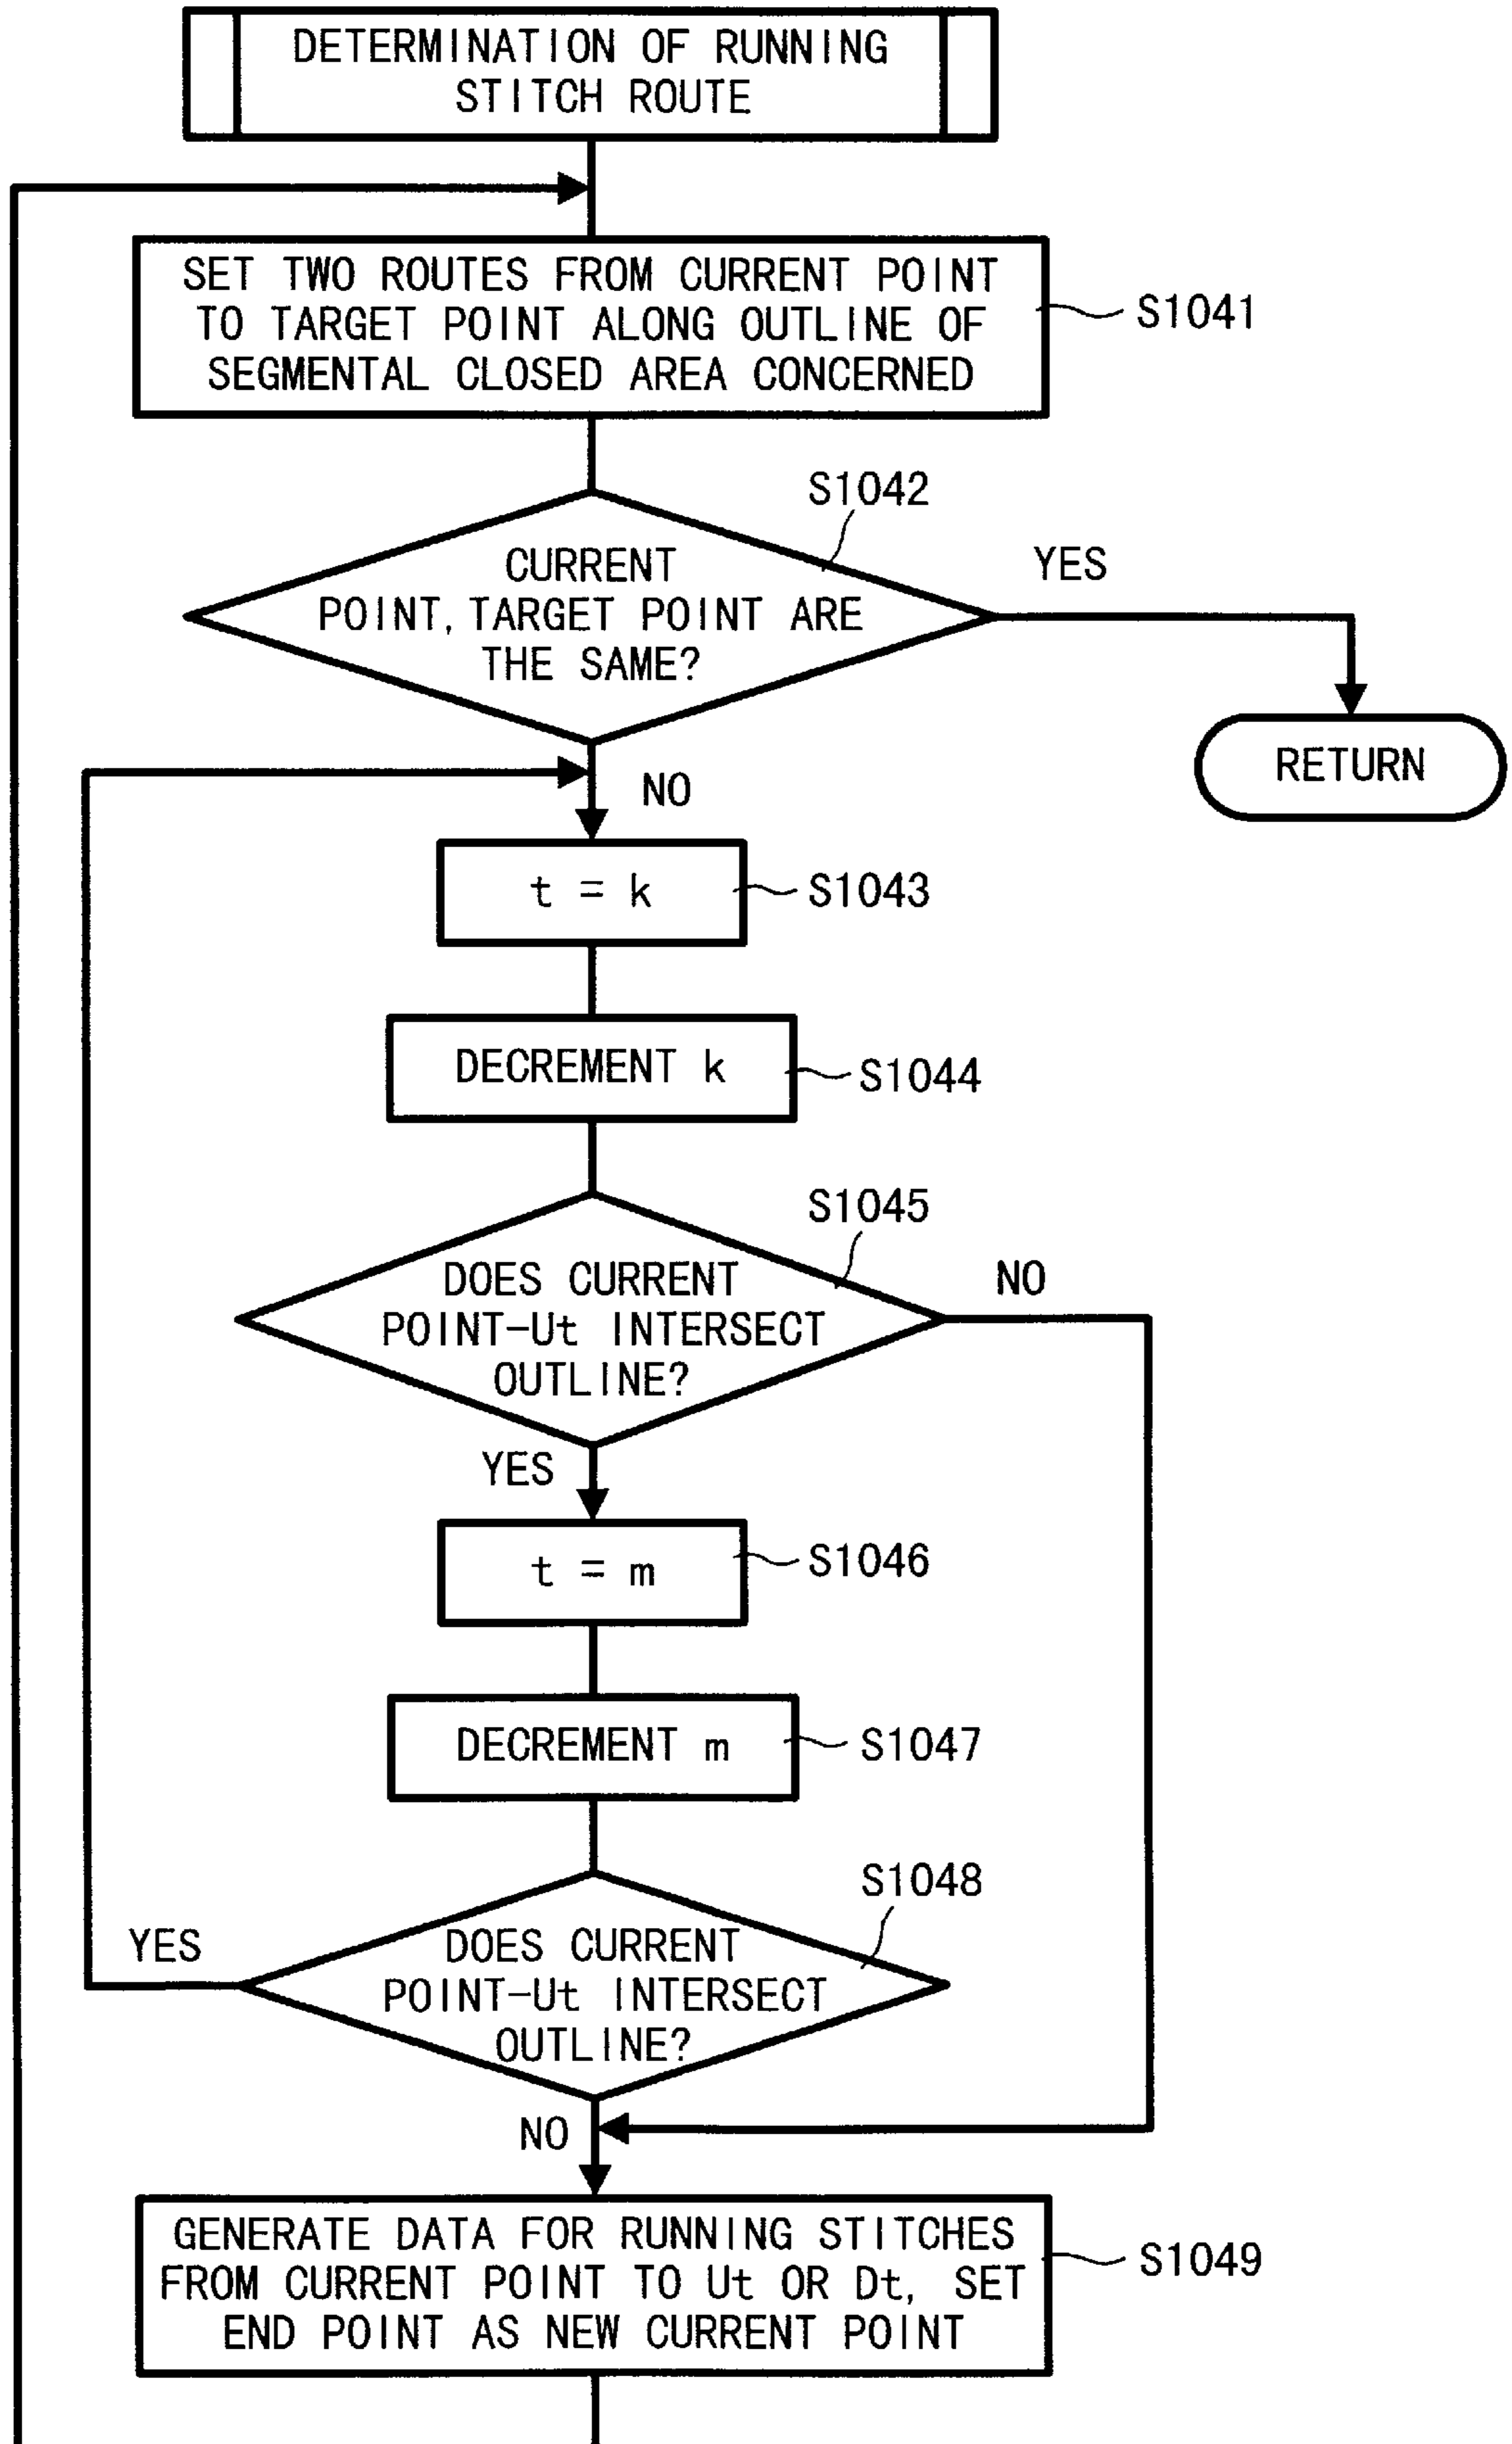 DETERMINATION OF RUNNING
STITCH ROUTE
SET TWO ROUTES FROM CURRENT POINT
TO TARGET POINT ALONG OUTLINE OF
SEGMENTAL CLOSED AREA CONCERNED
S1041
S1042
CURRENT
POINT, TARGET POINT ARE
THE SAME?
YES
RETURN
NO
t = k
S1043
DECREMENT k
S1044
S1045
DOES CURRENT
POINT-Ut INTERSECT
OUTLINE?
NO
YES
t = m
S1046
DECREMENT m
S1047
S1048
DOES CURRENT
POINT-Ut INTERSECT
OUTLINE?
YES
NO
GENERATE DATA FOR RUNNING STITCHES
FROM CURRENT POINT TO Ut OR Dt, SET
END POINT AS NEW CURRENT POINT
S1049